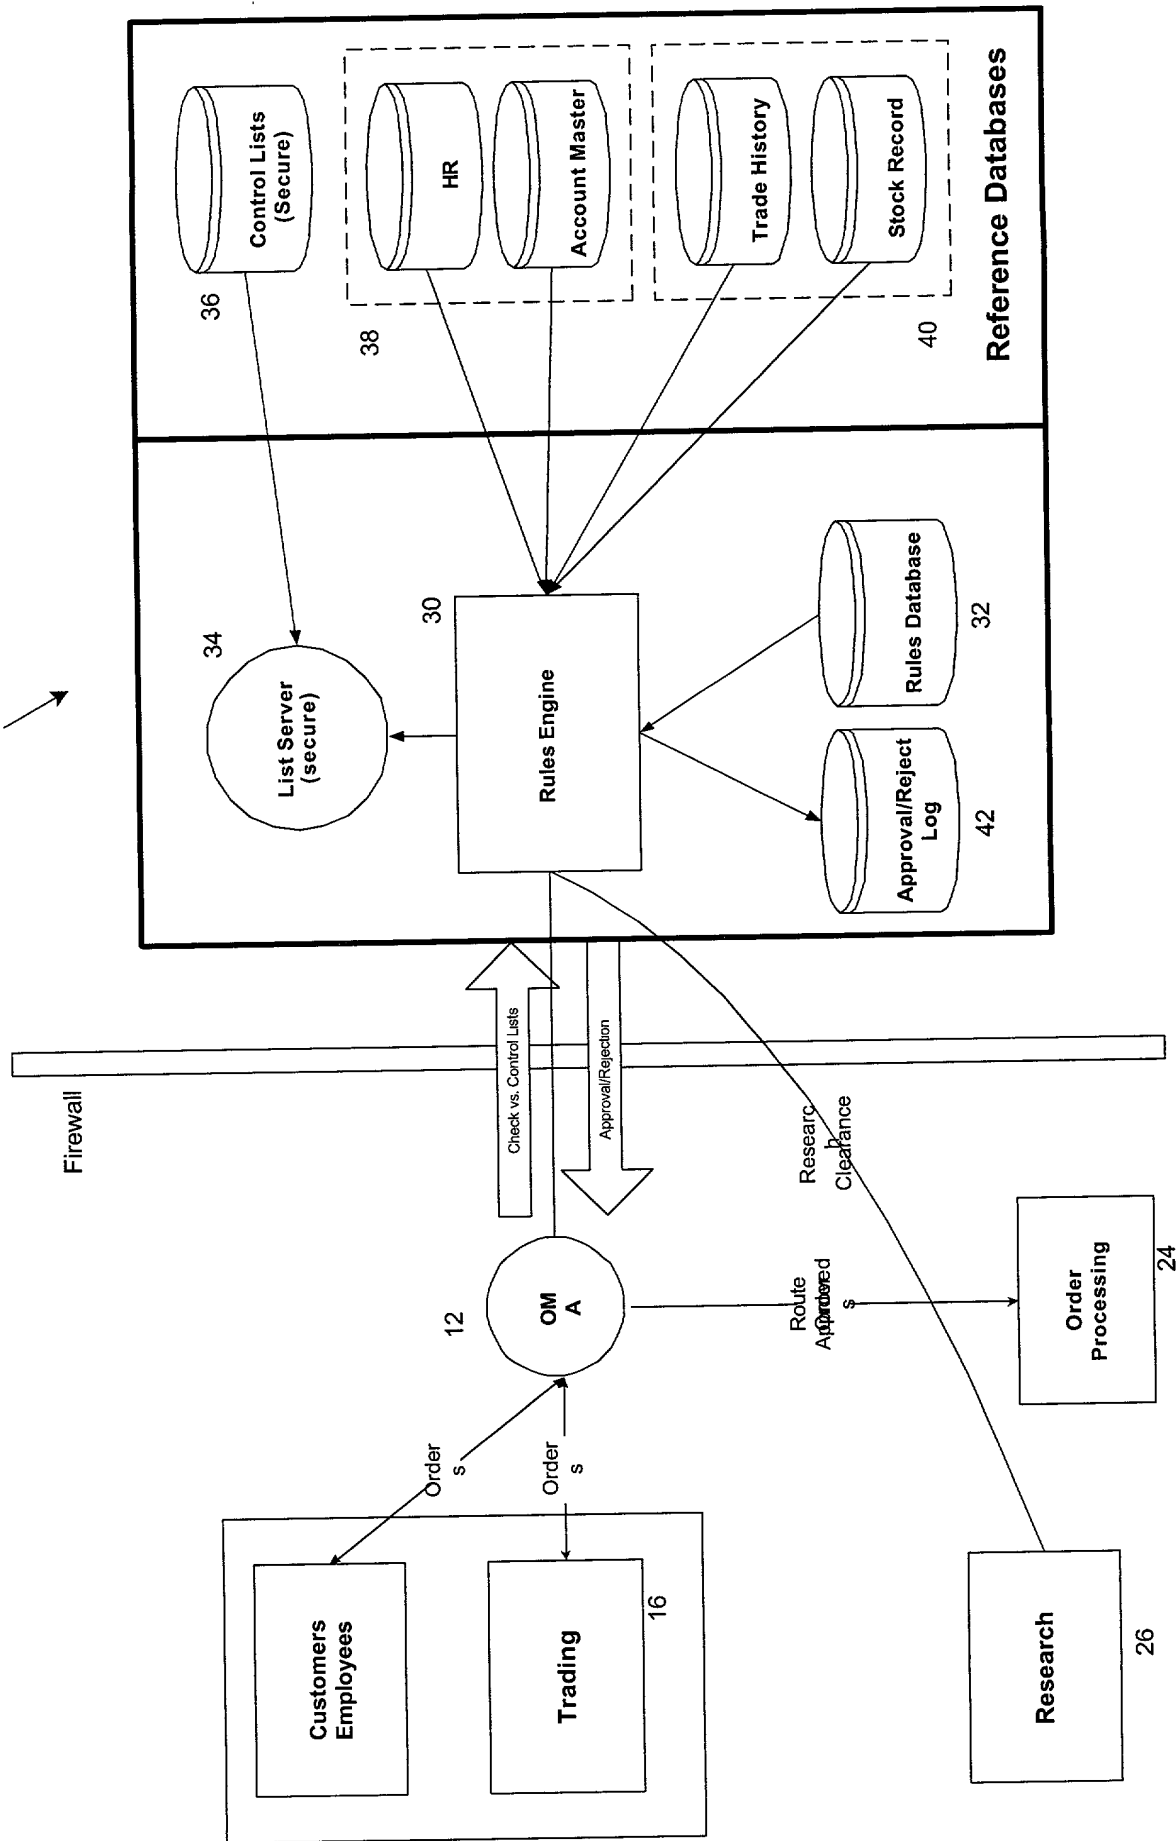 Firewall
Customers
Employees
Order
s
Trading
16
Order
s
12
OM
A
Check vs. Control Lists
Approval/Rejection
Route
Approved
Order
s
Order
Processing
24
Research
26
Researc
h
Clearance
List Server
(secure)
34
Rules Engine
30
Approval/Reject
Log
42
Rules Database
32
36
Control Lists
(Secure)
38
HR
Account Master
Trade History
Stock Record
40
Reference Databases